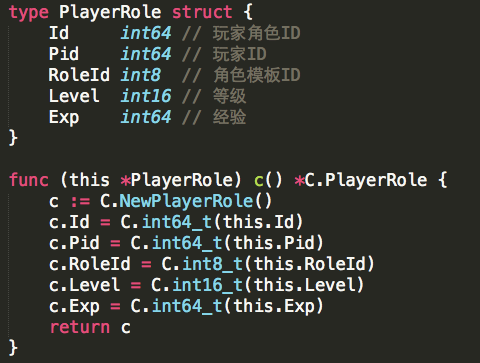 type PlayerRole struct {
    Id     int64 // 玩家角色ID
    Pid    int64 // 玩家ID
    RoleId int8  // 角色模板ID
    Level  int16 // 等级
    Exp    int64 // 经验
}

func (this *PlayerRole) c() *C.PlayerRole {
    c := C.NewPlayerRole()
    c.Id = C.int64_t(this.Id)
    c.Pid = C.int64_t(this.Pid)
    c.RoleId = C.int8_t(this.RoleId)
    c.Level = C.int16_t(this.Level)
    c.Exp = C.int64_t(this.Exp)
    return c
}